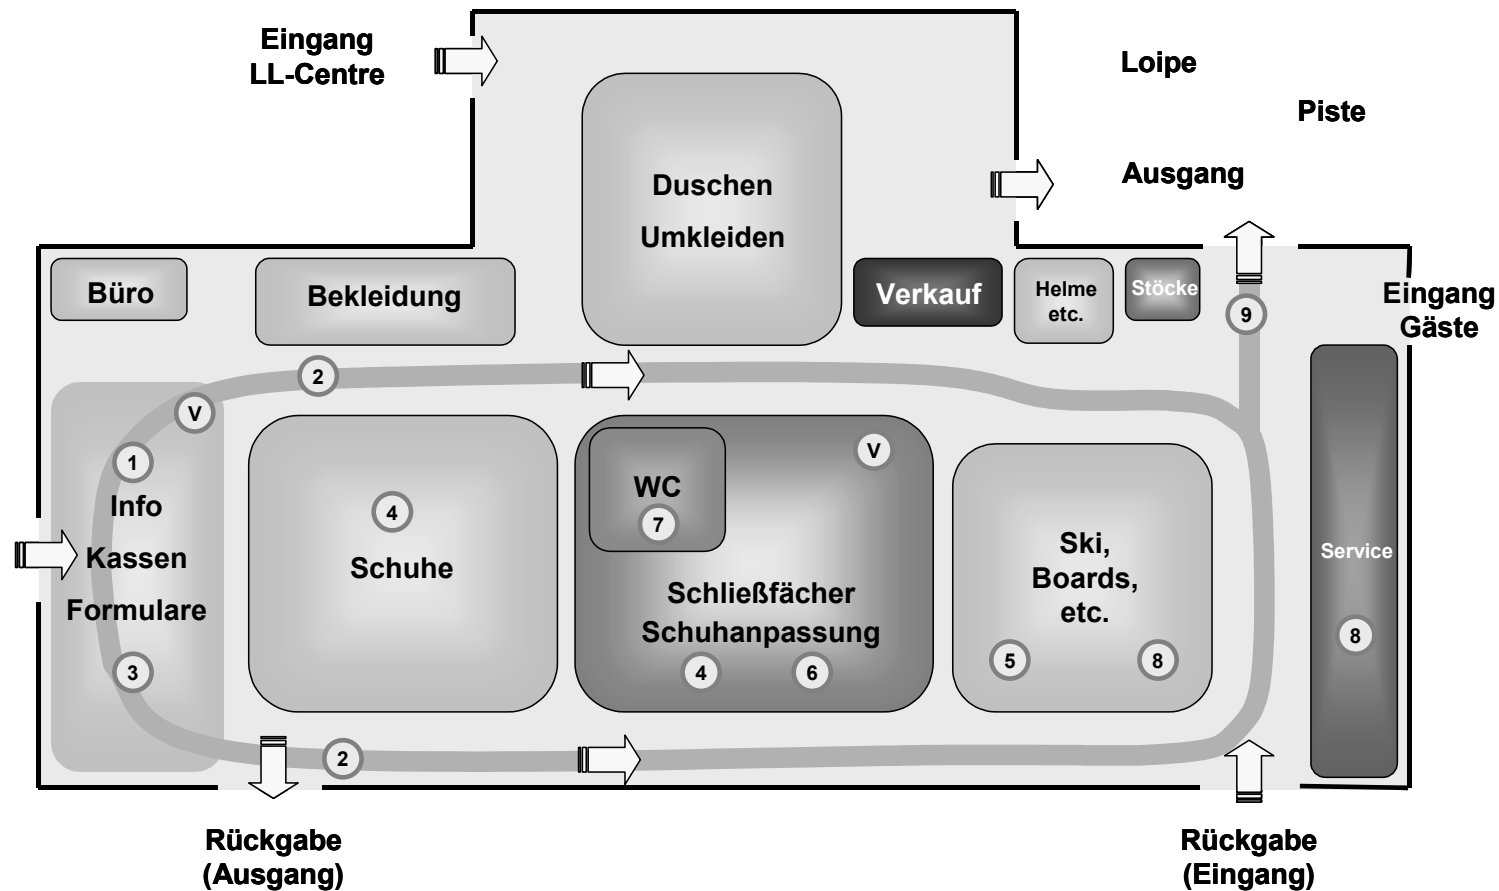 Eingang
LL-Centre
Loipe
Piste
Ausgang
Duschen
Umkleiden
Büro
Bekleidung
Verkauf
Helme
etc.
Stöcke
Eingang
Gäste
9
2
V
1
Info
Kassen
Formulare
3
4
Schuhe
V
WC
7
Schließfächer
Schuhanpassung
4
6
Ski,
Boards,
etc.
5
8
Service
8
2
Rückgabe
(Ausgang)
Rückgabe
(Eingang)